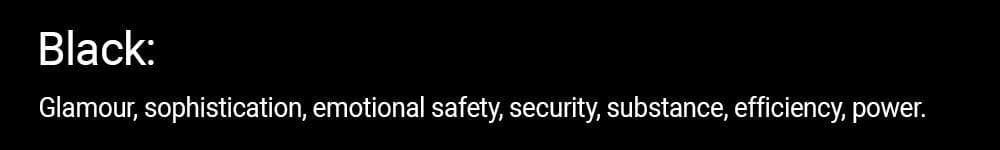 Black:
Glamour, sophistication, emotional safety, security, substance, efficiency, power.